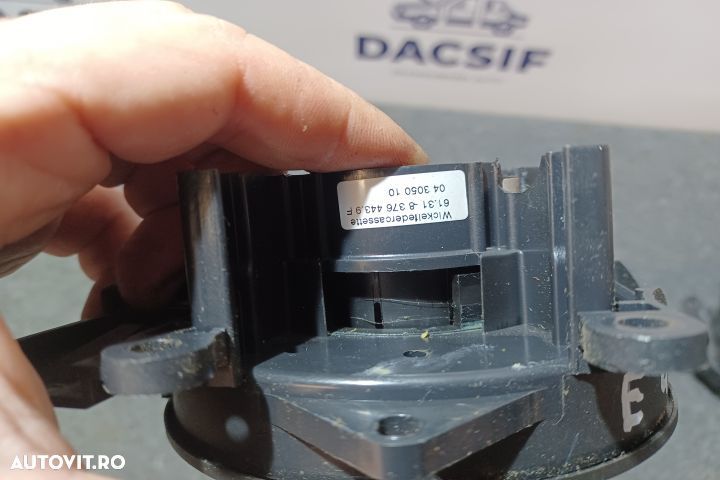 DACSIF
Wickelfedercassette
61.31 -8 376 443.9 F
04 3050 10
E
AUTOVIT.RO